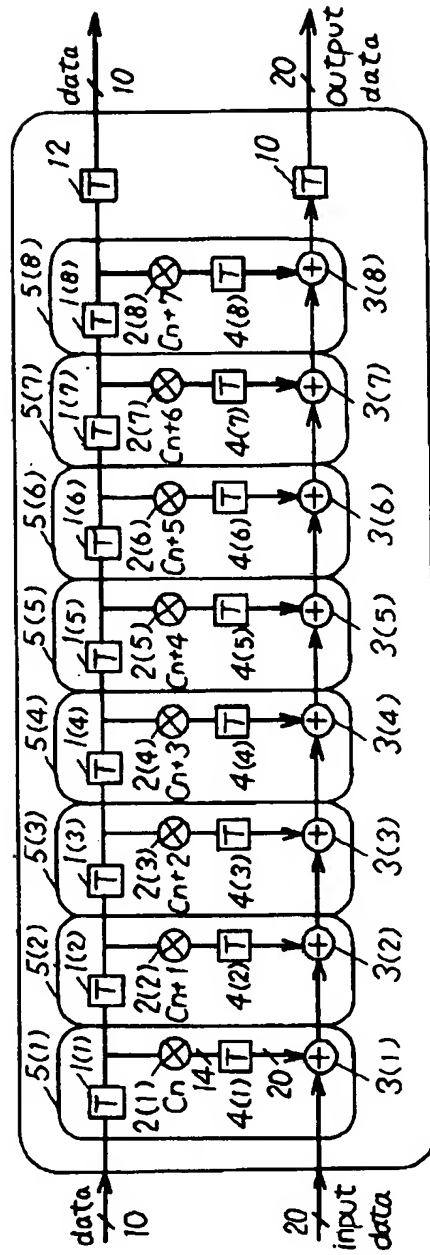 data
10
5(1)
1(1)
T
2(1)
Cn
14
T
4(1)
20
+
3(1)
20
input
data
5(2)
1(2)
T
2(2)
Cn+1
T
4(2)
+
3(2)
5(3)
1(3)
T
2(3)
Cn+2
T
4(3)
+
3(3)
5(4)
1(4)
T
2(4)
Cn+3
T
4(4)
+
3(4)
5(5)
1(5)
T
2(5)
Cn+4
T
4(5)
+
3(5)
5(6)
1(6)
T
2(6)
Cn+5
T
4(6)
+
3(6)
5(7)
1(7)
T
2(7)
Cn+6
T
4(7)
+
3(7)
5(8)
1(8)
T
2(8)
Cn+7
T
4(8)
+
3(8)
12
T
data
10
T
10
20
output
data